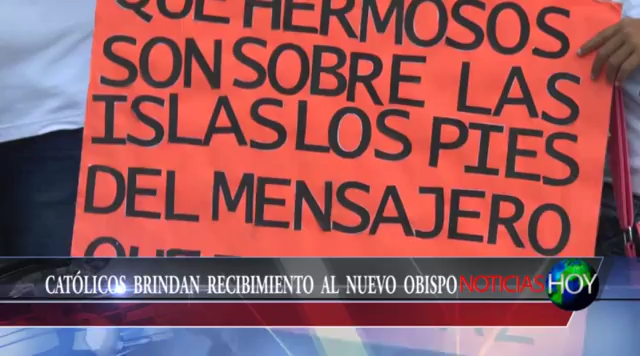 QUE HERMOSOS
SON SOBRE LAS
ISLAS LOS PIES
DEL MENSAJERO
CATÓLICOS BRINDAN RECIBIMIENTO AL NUEVO OBISPO NOTICIAS HOY